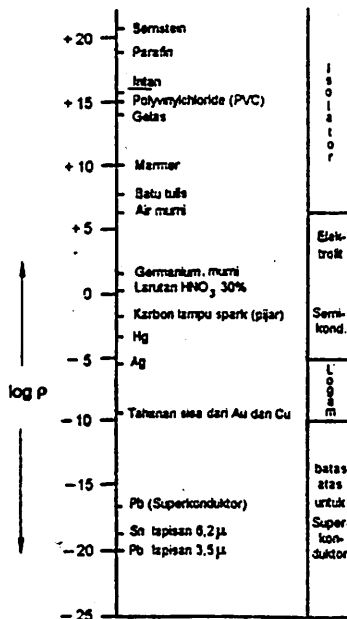 +20
Bernstein
Parafin
Intan
+15
Polyvinylchloride (PVC)
Gelas
+10
Marmer
Batu tulis
Air murni
+5
Germanium, murni
0
Larutan HNO3 30%
Karbon lampu spark (pijar)
Hg
−5
Ag
Tahanan sisa dari Au dan Cu
−10
−15
Pb (Superkonduktor)
Sn lapisan 6,2 μ
−20
Pb lapisan 3,5 μ
−25
log ρ
Isolator
Elek-
trolit
Semi-
kond.
Logam
batas
atas
untuk
Super
kon-
duktor